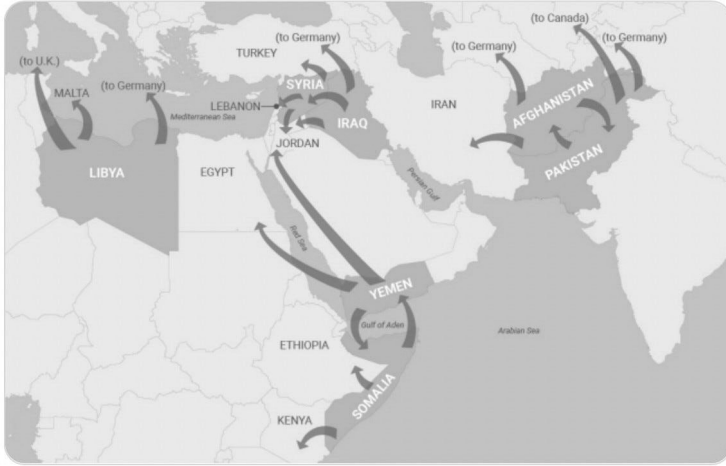 (to Canada)
(to Germany)
(to Germany)
(to Germany)
TURKEY
(to U.K.)
(to Germany)
SYRIA
MALTA
LEBANON
IRAN
AFGHANISTAN
Mediterranean Sea
IRAQ
JORDAN
PAKISTAN
LIBYA
EGYPT
Persian Gulf
Red Sea
YEMEN
Gulf of Aden
Arabian Sea
ETHIOPIA
SOMALIA
KENYA